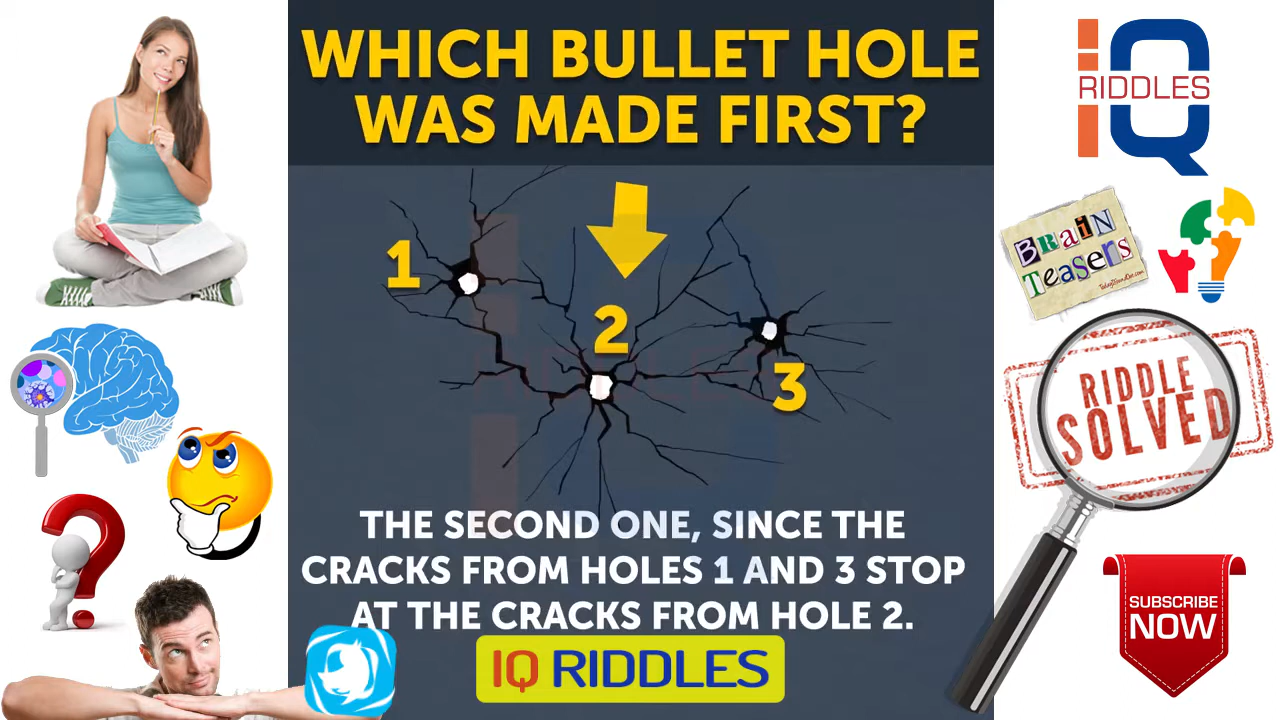 WHICH BULLET HOLE
WAS MADE FIRST?
1
2
3
THE SECOND ONE, SINCE THE
CRACKS FROM HOLES 1 AND 3 STOP
AT THE CRACKS FROM HOLE 2.
IQ RIDDLES
IQ
RIDDLES
BRAIN
TEASERS
RIDDLE
SOLVED
SUBSCRIBE
NOW